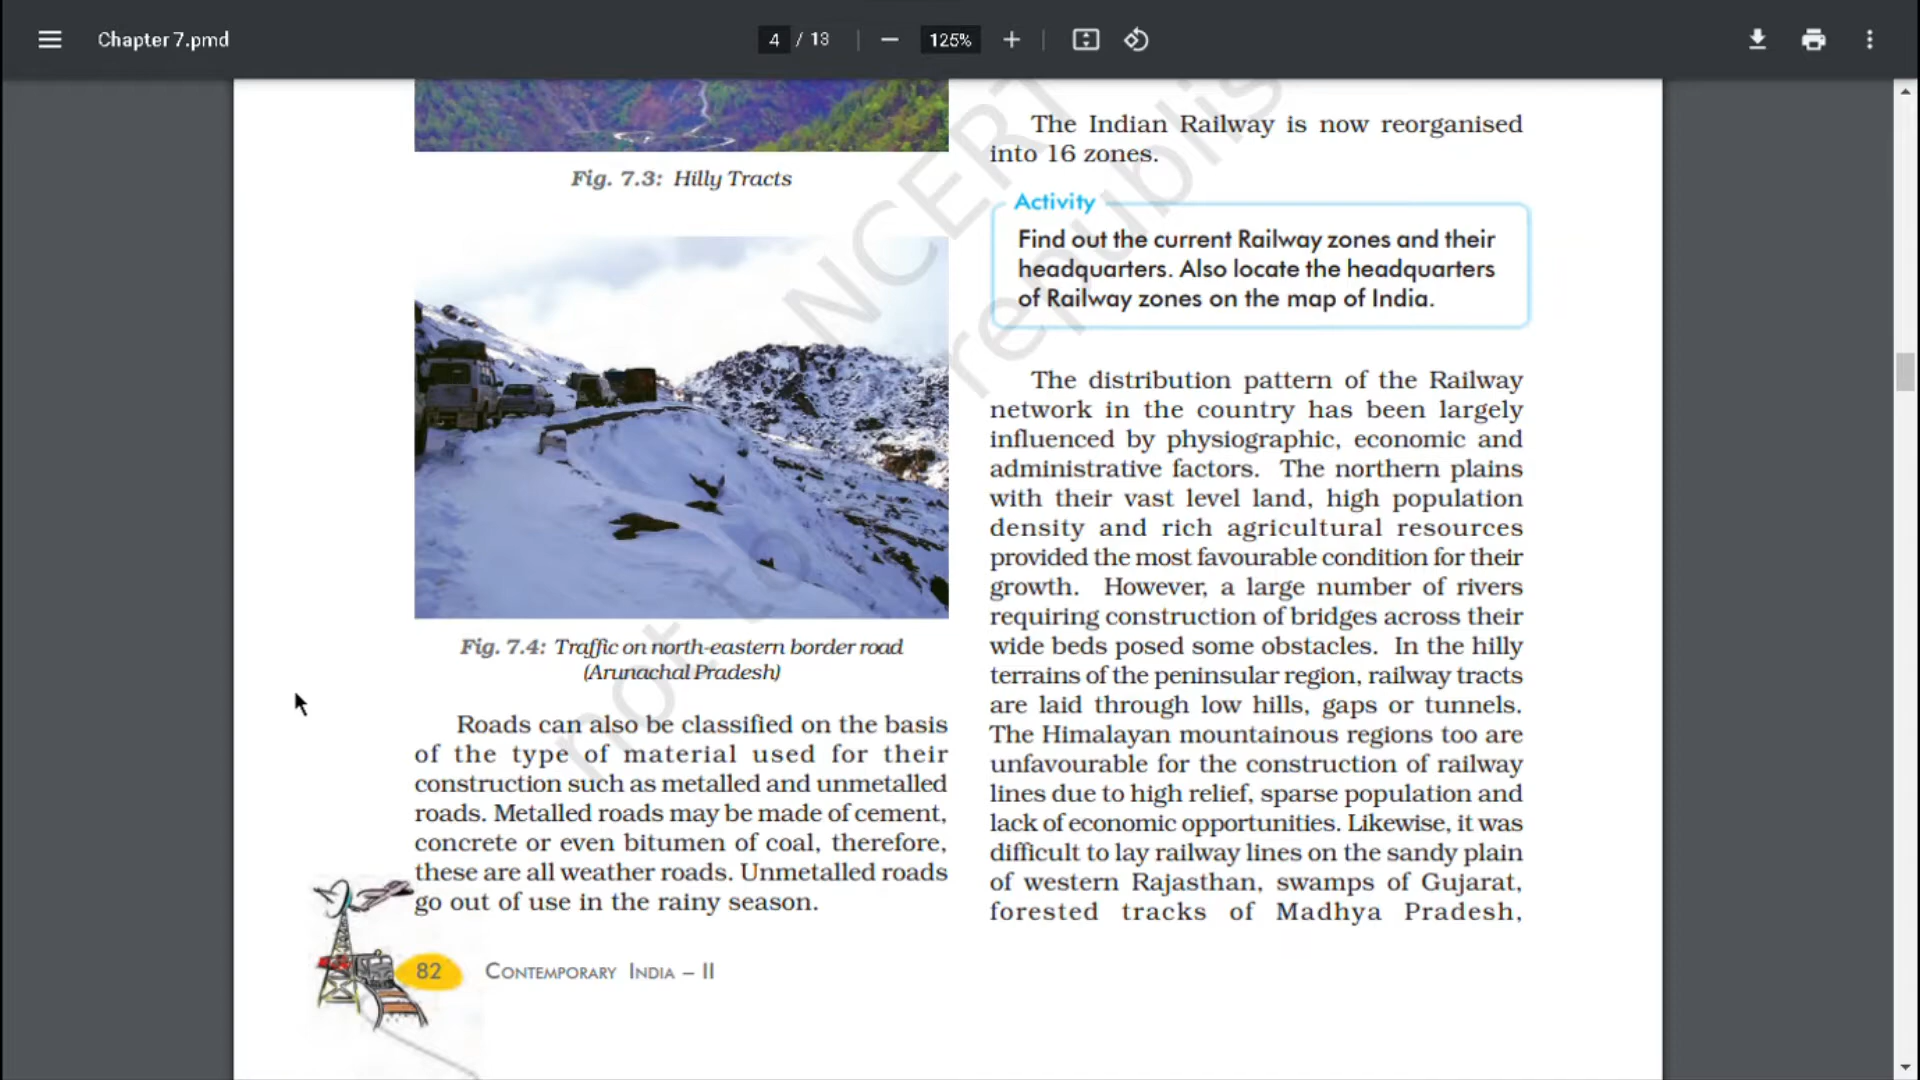 Chapter 7.pmd
4 / 13
125%
Fig. 7.3: Hilly Tracts
Fig. 7.4: Traffic on north-eastern border road
(Arunachal Pradesh)
Roads can also be classified on the basis
of the type of material used for their
construction such as metalled and unmetalled
roads. Metalled roads may be made of cement,
concrete or even bitumen of coal, therefore,
these are all weather roads. Unmetalled roads
go out of use in the rainy season.
The Indian Railway is now reorganised
into 16 zones.
Activity
Find out the current Railway zones and their
headquarters. Also locate the headquarters
of Railway zones on the map of India.
The distribution pattern of the Railway
network in the country has been largely
influenced by physiographic, economic and
administrative factors. The northern plains
with their vast level land, high population
density and rich agricultural resources
provided the most favourable condition for their
growth. However, a large number of rivers
requiring construction of bridges across their
wide beds posed some obstacles. In the hilly
terrains of the peninsular region, railway tracts
are laid through low hills, gaps or tunnels.
The Himalayan mountainous regions too are
unfavourable for the construction of railway
lines due to high relief, sparse population and
lack of economic opportunities. Likewise, it was
difficult to lay railway lines on the sandy plain
of western Rajasthan, swamps of Gujarat,
forested tracks of Madhya Pradesh,
82 Contemporary India – II
NCERT
not to republis